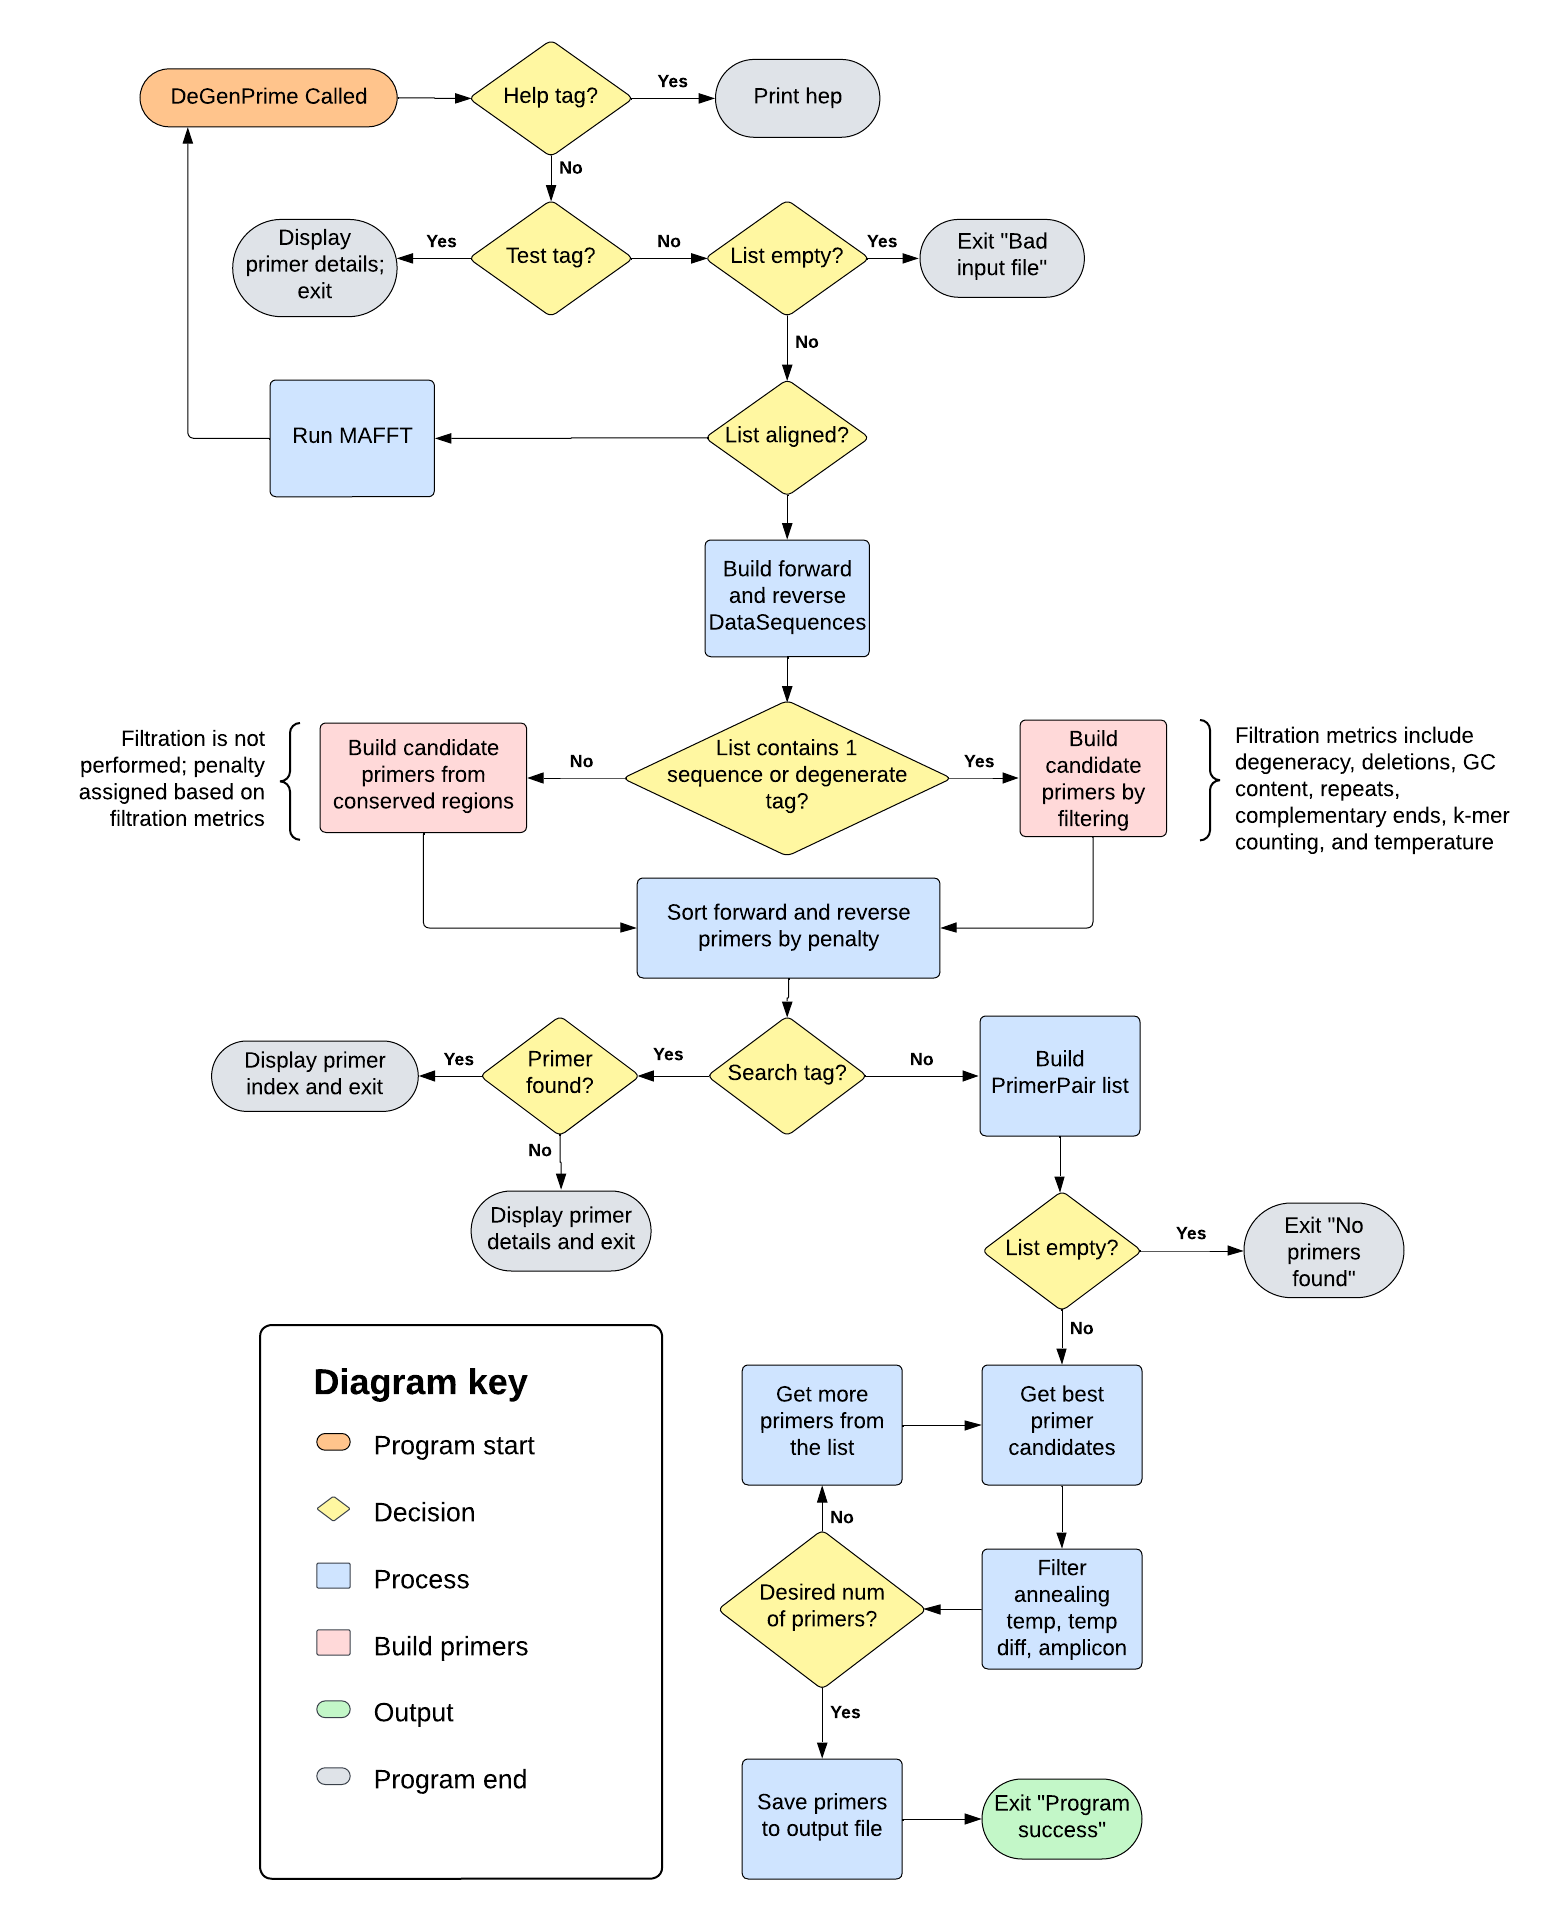 DeGenPrime Called
Help tag?
Yes
Print hep
No
Display
primer details;
exit
Yes
Test tag?
No
List empty?
Yes
Exit "Bad
input file"
No
Run MAFFT
List aligned?
Build forward
and reverse
DataSequences
Filtration is not
performed; penalty
assigned based on
filtration metrics
Build candidate
primers from
conserved regions
No
List contains 1
sequence or degenerate
tag?
Yes
Build
candidate
primers by
filtering
Filtration metrics include
degeneracy, deletions, GC
content, repeats,
complementary ends, k-mer
counting, and temperature
Sort forward and reverse
primers by penalty
Display primer
index and exit
Yes
Primer
found?
Yes
Search tag?
No
Build
PrimerPair list
No
Display primer
details and exit
List empty?
Yes
Exit "No
primers
found"
No
Get more
primers from
the list
Get best
primer
candidates
No
Desired num
of primers?
Filter
annealing
temp, temp
diff, amplicon
Yes
Save primers
to output file
Exit "Program
success"
Diagram key
Program start
Decision
Process
Build primers
Output
Program end